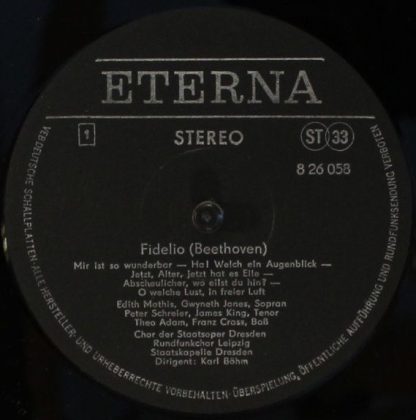 ETERNA
1
STEREO
ST 33
8 26 058
Fidelio (Beethoven)
Mir ist so wunderbar — Ha! Welch ein Augenblick —
Jetzt, Alter, jetzt hat es Eile —
Abscheulicher, wo eilst du hin? —
O welche Lust, in freier Luft
Edith Mathis, Gwyneth Jones, Sopran
Peter Schreier, James King, Tenor
Theo Adam, Franz Crass, Baß
Chor der Staatsoper Dresden
Rundfunkchor Leipzig
Staatskapelle Dresden
Dirigent: Karl Böhm
VEB DEUTSCHE SCHALLPLATTEN · ALLE HERSTELLER- UND URHEBERRECHTE VORBEHALTEN · ÜBERSPIELUNG, ÖFFENTLICHE AUFFÜHRUNG UND RUNDFUNKSENDUNG VERBOTEN